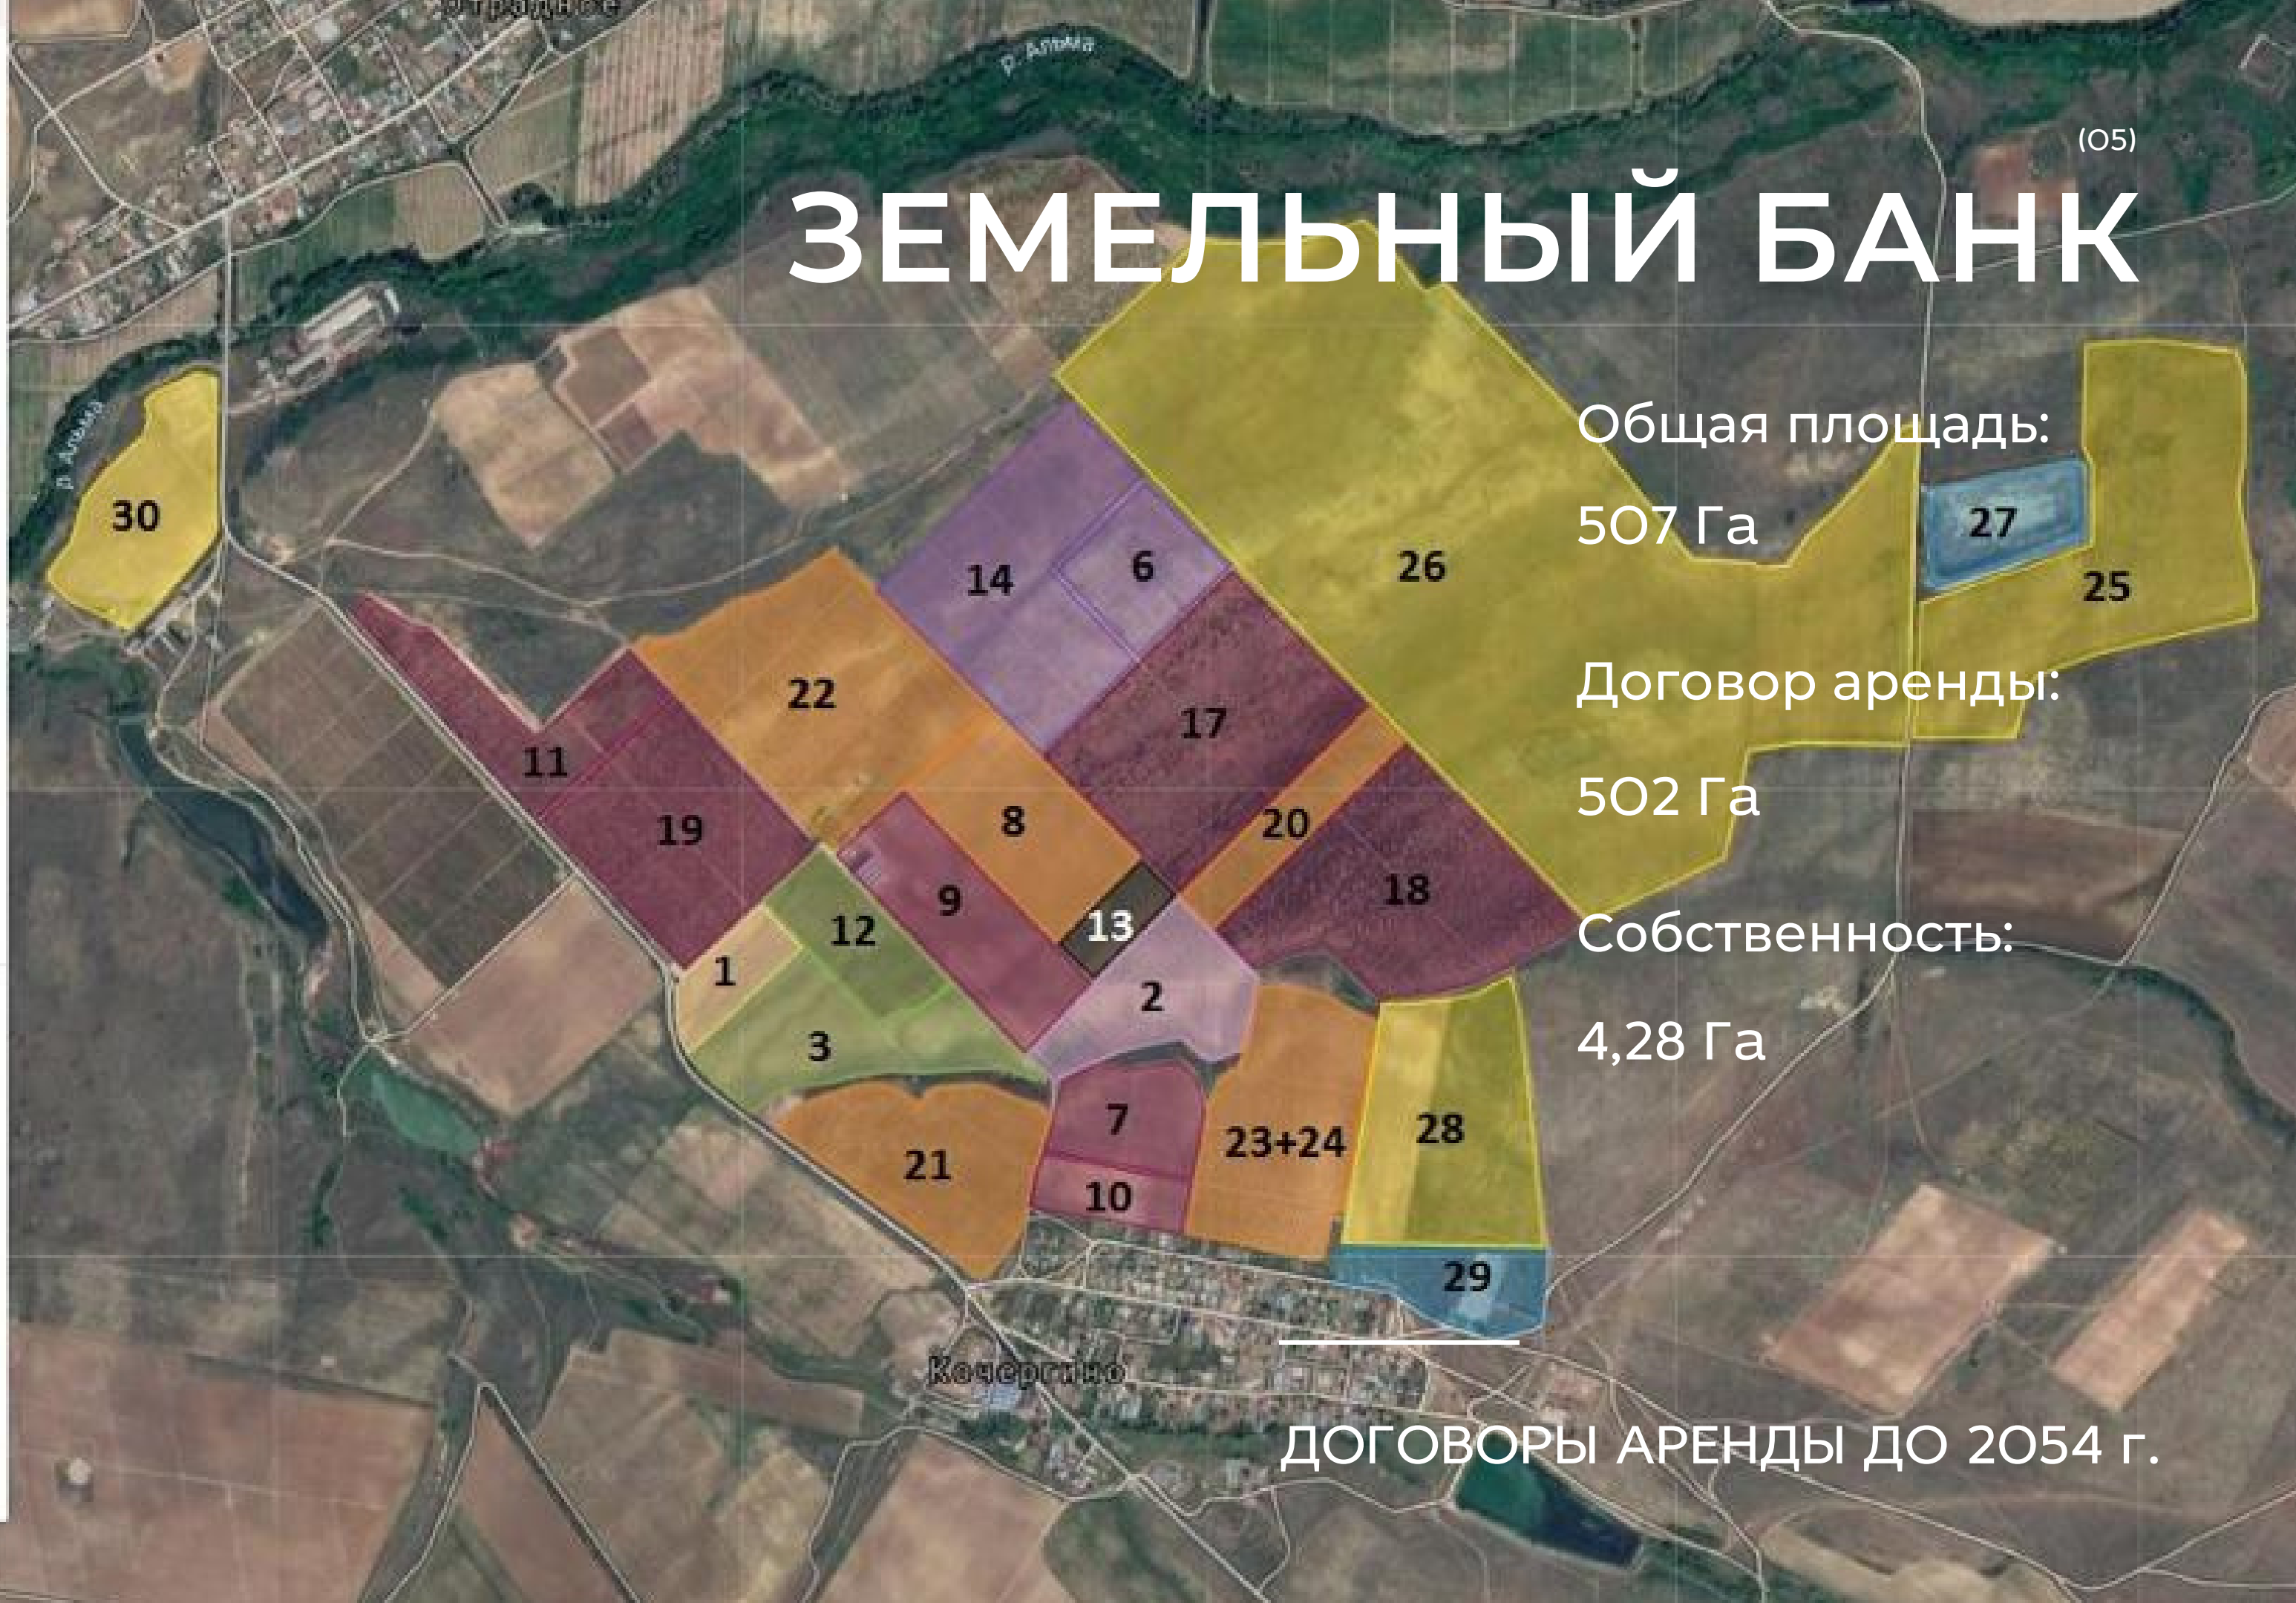 Отрадное
р. Альма
(05)
ЗЕМЕЛЬНЫЙ БАНК
Общая площадь:
507 Га
Договор аренды:
502 Га
Собственность:
4,28 Га
р. Альма
30
26
27
25
14
6
22
17
11
19
8
20
18
9
12
13
1
2
3
7
21
23+24
28
10
29
Кочергино
ДОГОВОРЫ АРЕНДЫ ДО 2054 г.